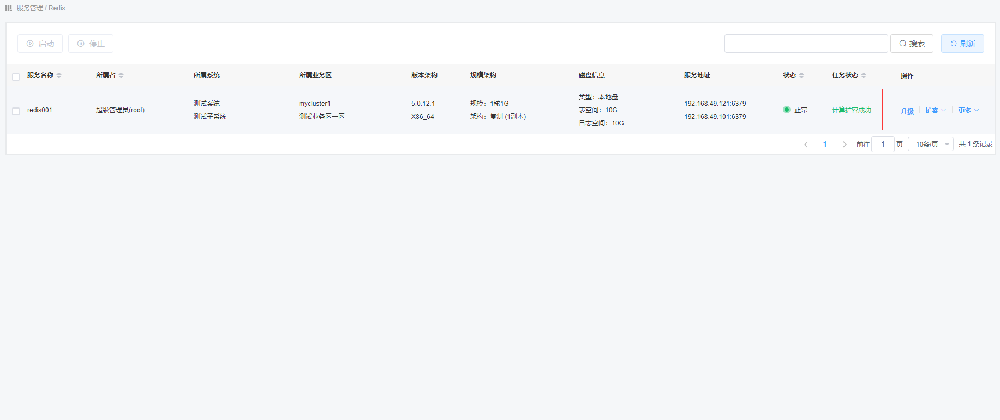 服务管理 / Redis
启动 停止 搜索 刷新
服务名称 所属者 所属系统 所属业务区 版本架构 规模架构 磁盘信息 服务地址 状态 任务状态 操作
redis001 超级管理员(root) 测试系统 mycluster1 5.0.12.1 规模：1核1G 类型：本地盘 192.168.49.121:6379 正常 计算扩容成功 升级 扩容 更多
测试子系统 测试业务区一区 X86_64 架构：复制 (1副本) 表空间：10G 192.168.49.101:6379
日志空间：10G
1 前往 1 页 10条/页 共 1 条记录